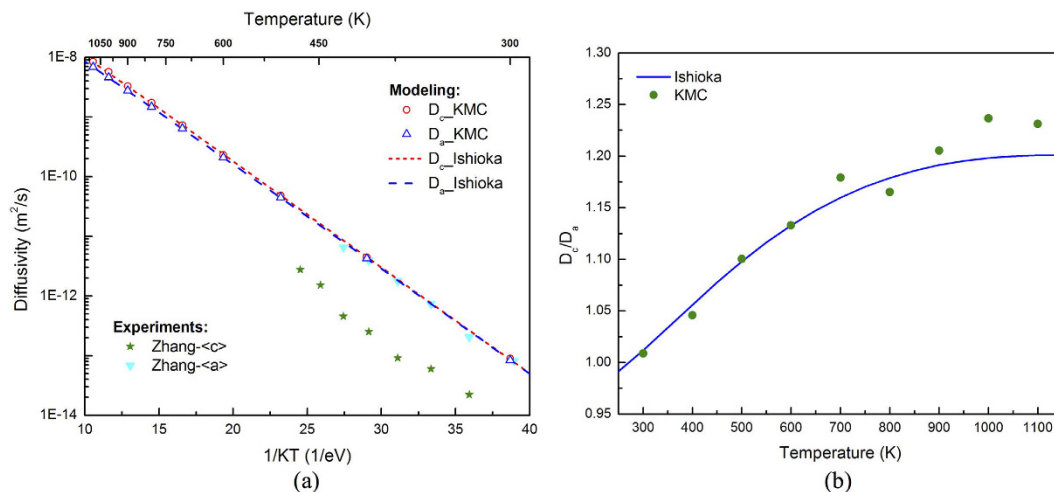 (a)
Temperature (K)
1050 900 750 600 450 300
1E-8
1E-10
1E-12
1E-14
Diffusivity (m²/s)
Modeling:
D_c_KMC
D_a_KMC
D_c_Ishioka
D_a_Ishioka
Experiments:
Zhang-<c>
Zhang-<a>
10 15 20 25 30 35 40
1/KT (1/eV)
(a)
b)
1.30
1.25
1.20
1.15
1.10
1.05
1.00
0.95
D_c/D_a
Ishioka
KMC
300 400 500 600 700 800 900 1000 1100
Temperature (K)
(b)